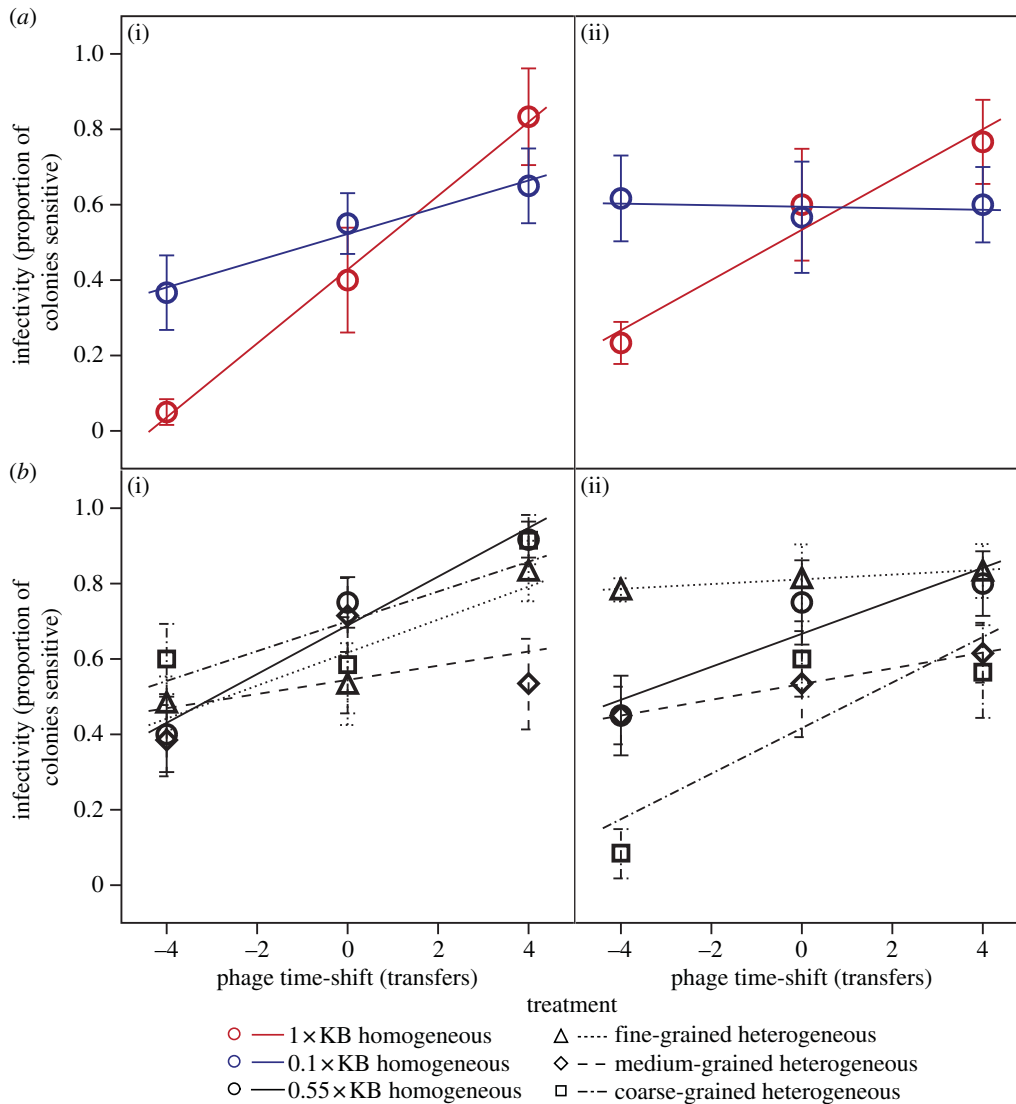 (a)
(i)
(ii)
1.0
0.8
0.6
0.4
0.2
0
infectivity (proportion of
colonies sensitive)
(b)
(i)
(ii)
1.0
0.8
0.6
0.4
0.2
0
infectivity (proportion of
colonies sensitive)
–4 –2 0 2 4
–4 –2 0 2 4
phage time-shift (transfers)
phage time-shift (transfers)
treatment
1×KB homogeneous
0.1×KB homogeneous
0.55×KB homogeneous
fine-grained heterogeneous
medium-grained heterogeneous
coarse-grained heterogeneous